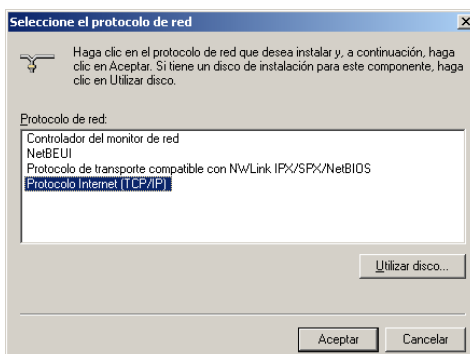 Seleccione el protocolo de red
Haga clic en el protocolo de red que desea instalar y, a continuación, haga
clic en Aceptar. Si tiene un disco de instalación para este componente, haga
clic en Utilizar disco.
Protocolo de red:
Controlador del monitor de red
NetBEUI
Protocolo de transporte compatible con NWLink IPX/SPX/NetBIOS
Protocolo Internet (TCP/IP)
Utilizar disco...
Aceptar
Cancelar